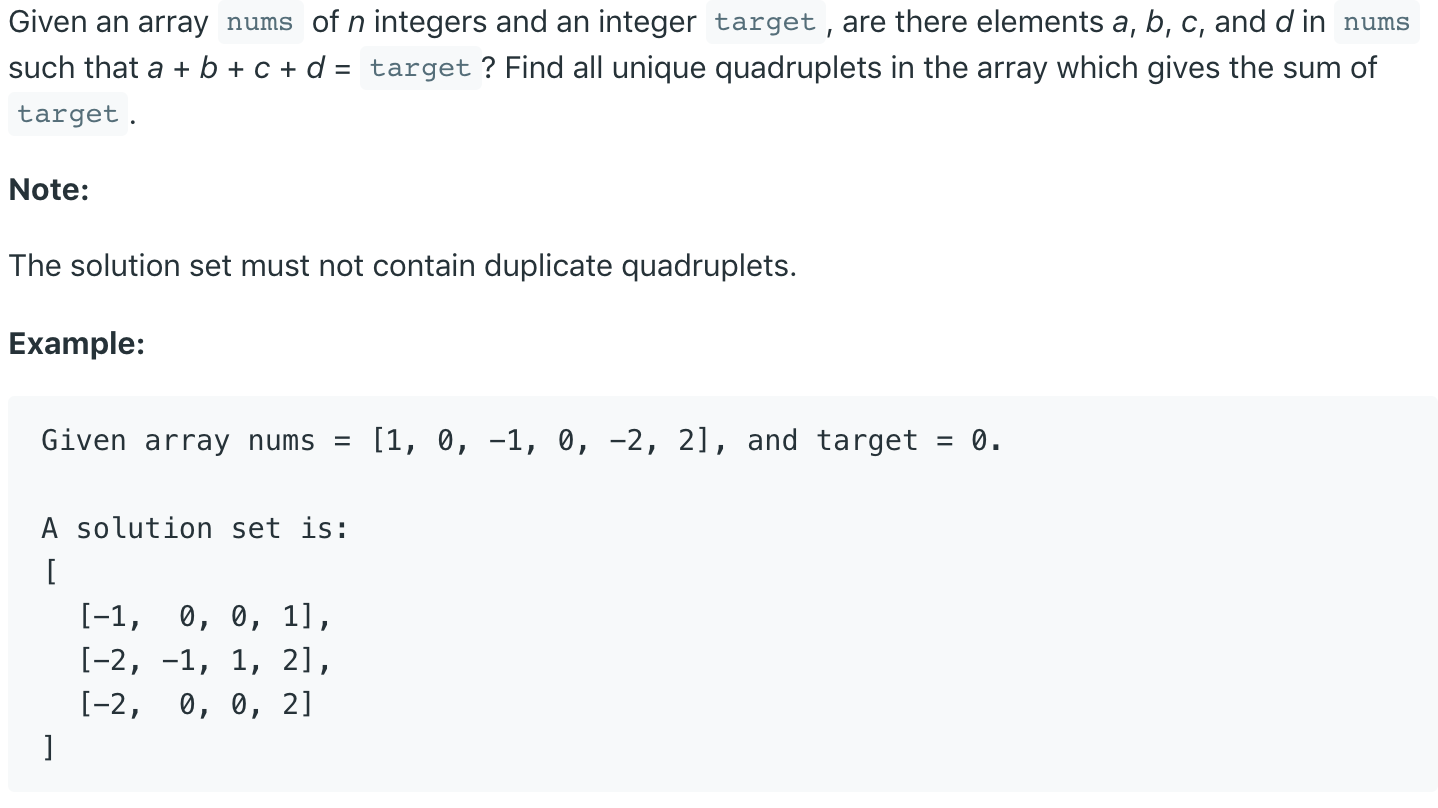 Given an array nums of n integers and an integer target, are there elements a, b, c, and d in nums
such that a + b + c + d = target? Find all unique quadruplets in the array which gives the sum of
target.
Note:
The solution set must not contain duplicate quadruplets.
Example:
Given array nums = [1, 0, -1, 0, -2, 2], and target = 0.
A solution set is:
[
  [-1,  0, 0, 1],
  [-2, -1, 1, 2],
  [-2,  0, 0, 2]
]